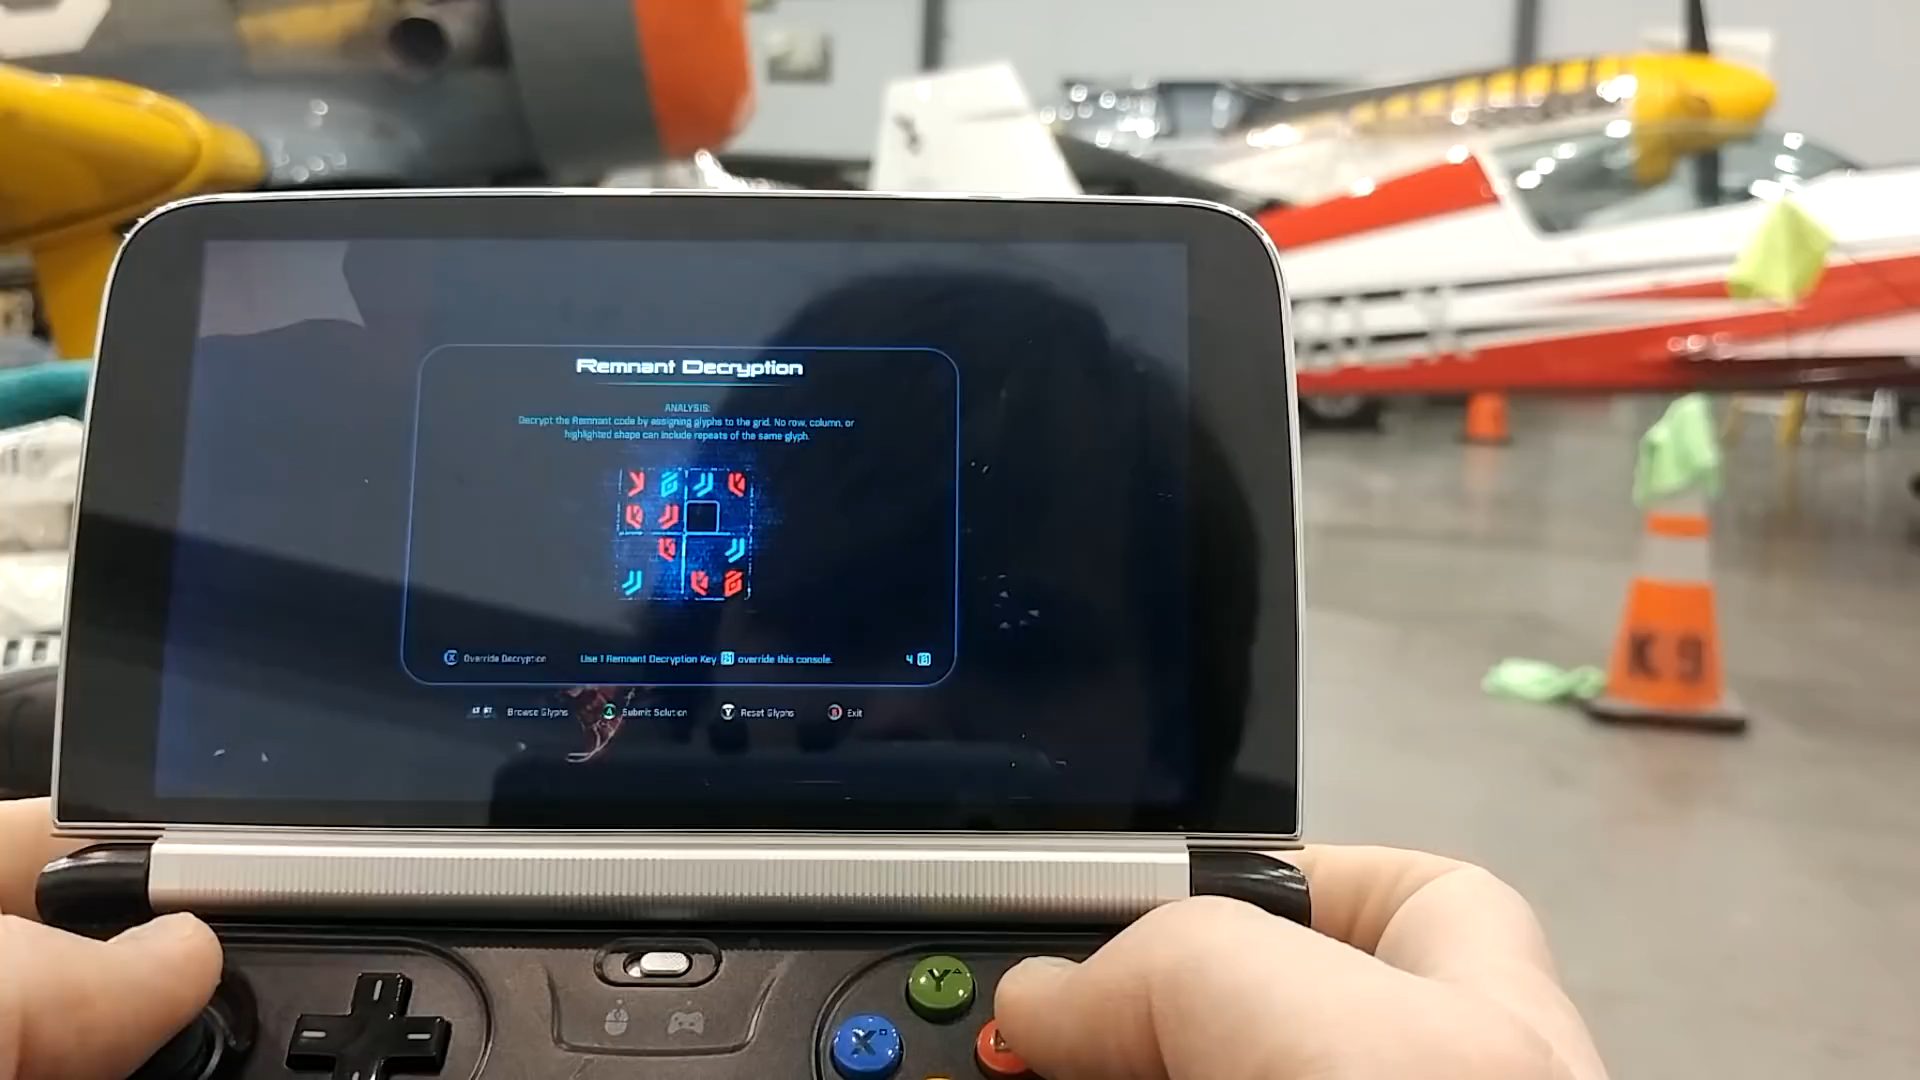 Remnant Decryption
ANALYSIS:
Decrypt the Remnant code by assigning glyphs to the grid. No row, column, or
highlighted shape can include repeats of the same glyph.
X Override Decryption Use 1 Remnant Decryption Key override this console. 4
LT RT Browse Glyphs A Submit Solution Y Reset Glyphs B Exit
K9
Y
X